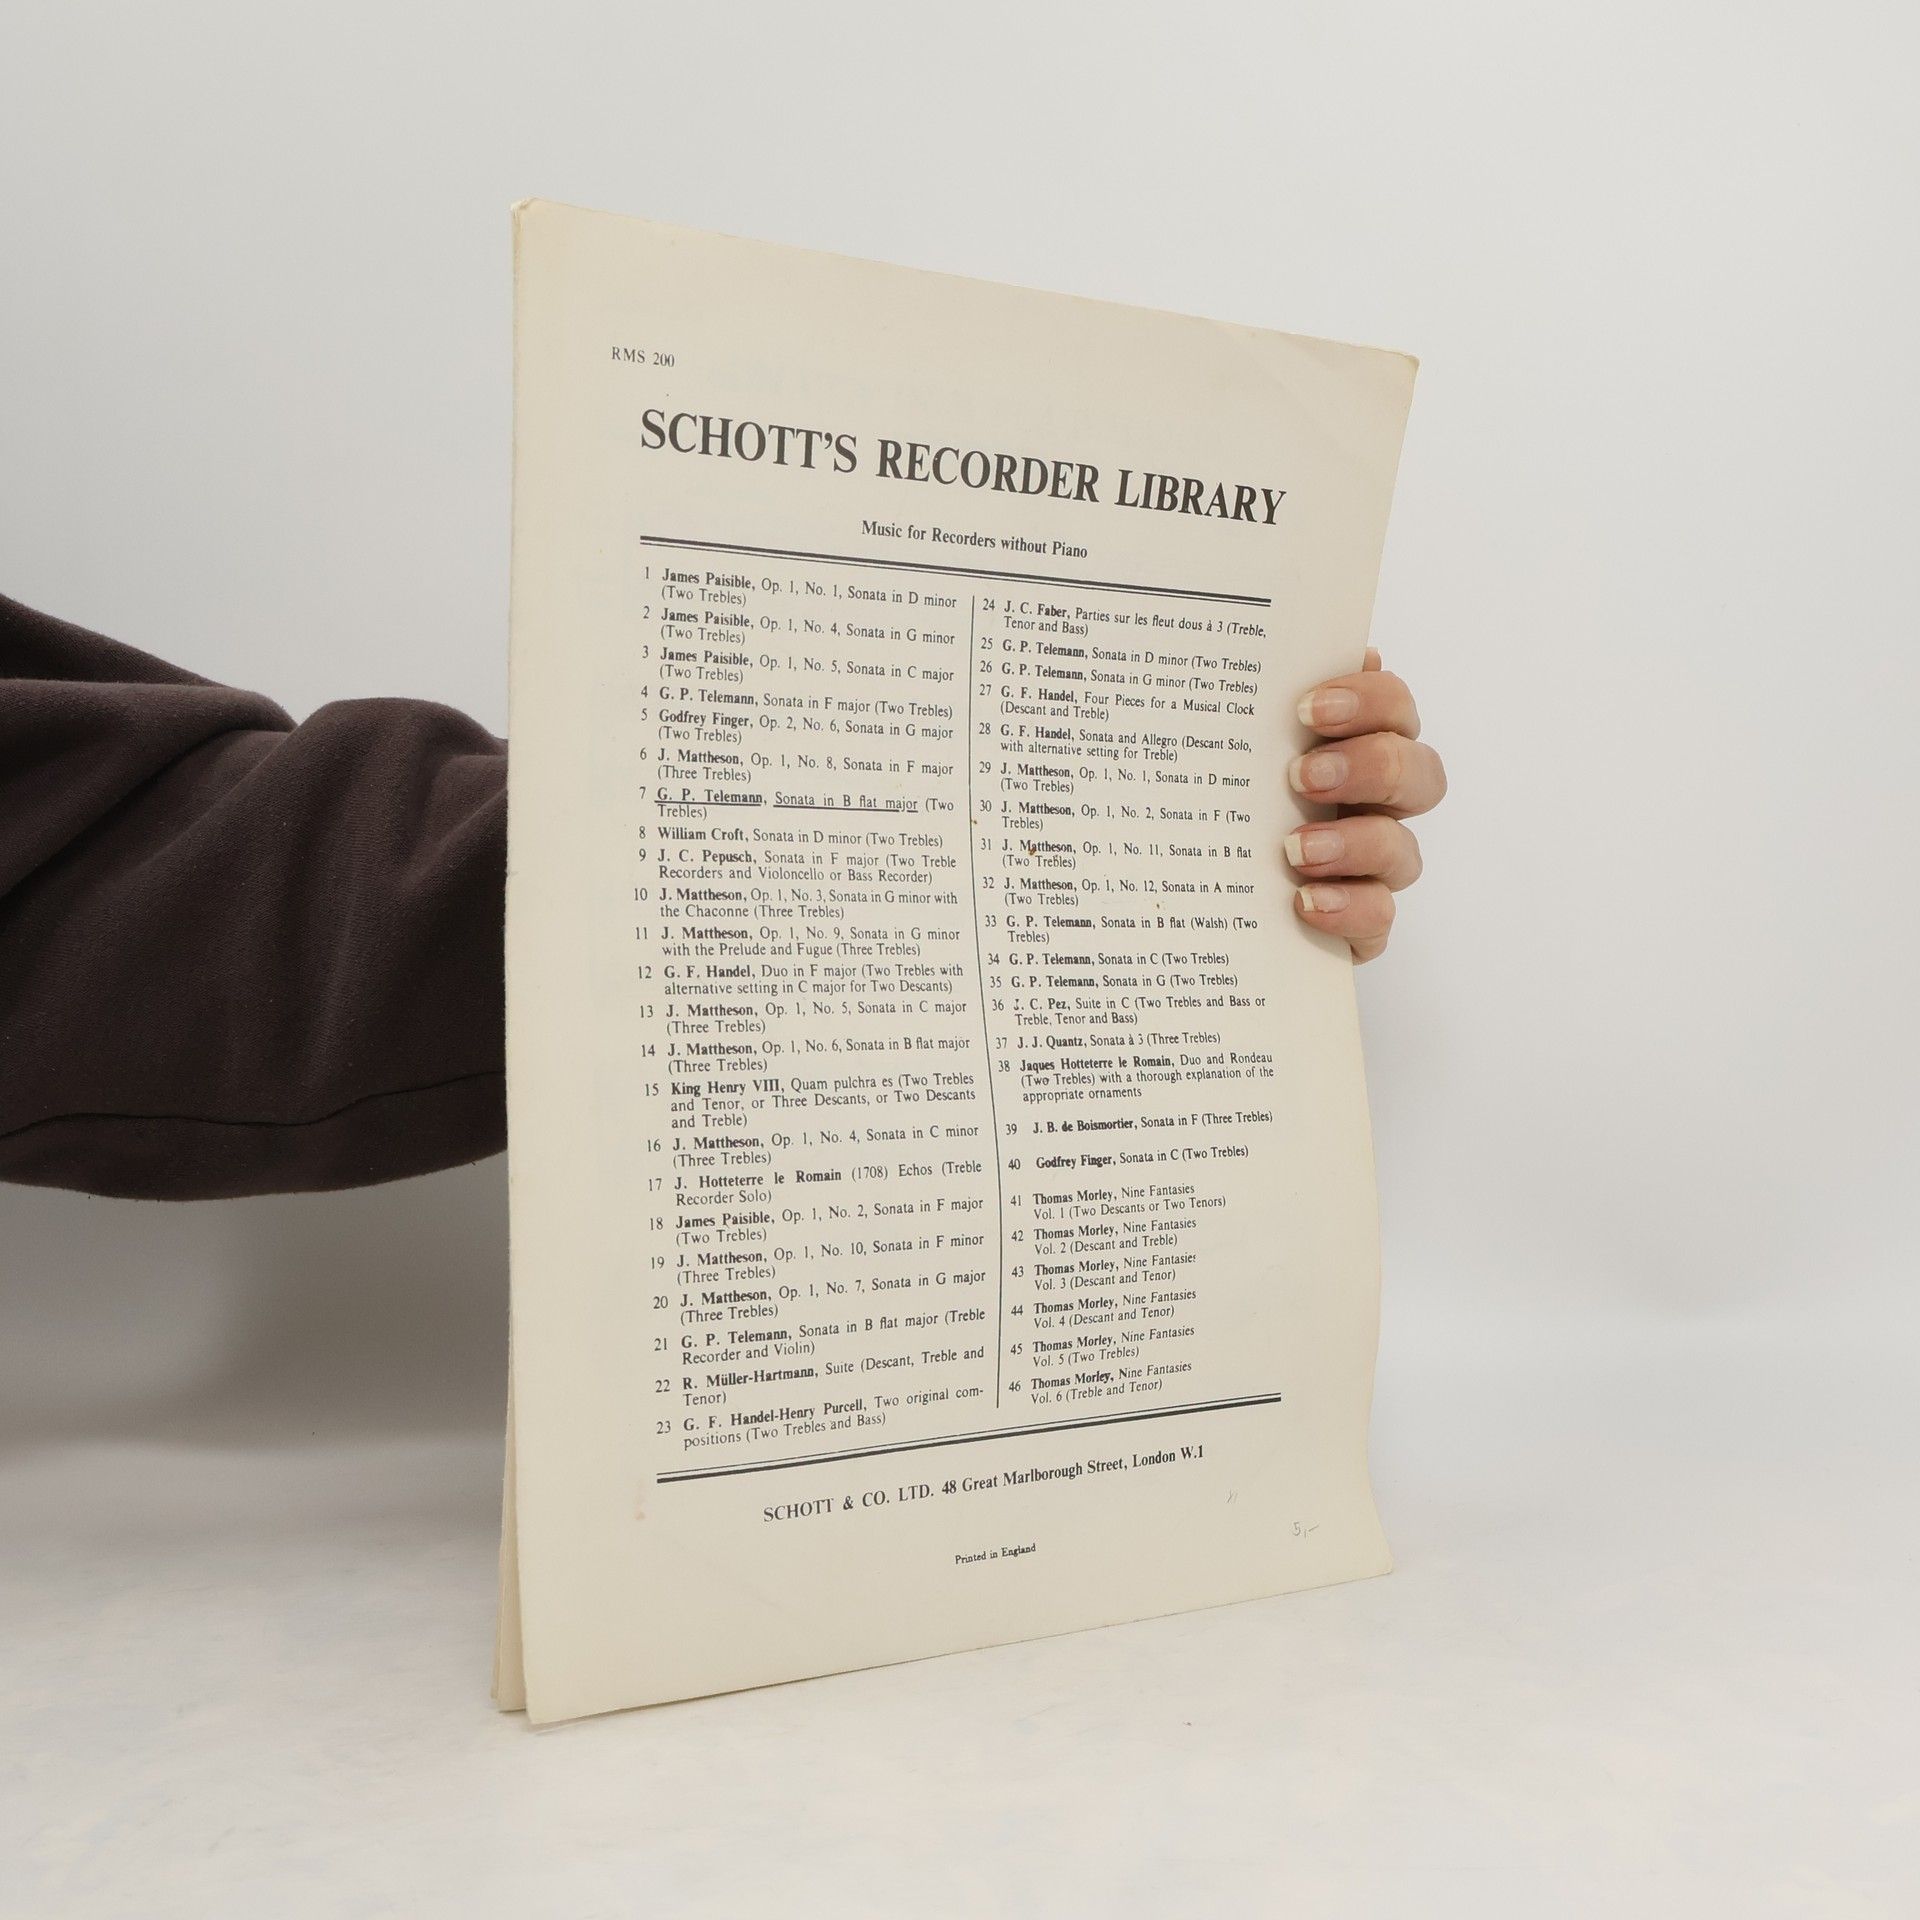 RMS 200
SCHOTT'S RECORDER LIBRARY
Music for Recorders without Piano
1 James Paisible, Op. 1, No. 1, Sonata in D minor
(Two Trebles)
2 James Paisible, Op. 1, No. 4, Sonata in G minor
(Two Trebles)
3 James Paisible, Op. 1, No. 5, Sonata in C major
(Two Trebles)
4 G. P. Telemann, Sonata in F major (Two Trebles)
5 Godfrey Finger, Op. 2, No. 6, Sonata in G major
(Two Trebles)
6 J. Mattheson, Op. 1, No. 8, Sonata in F major
(Three Trebles)
7 G. P. Telemann, Sonata in B flat major (Two
Trebles)
8 William Croft, Sonata in D minor (Two Trebles)
9 J. C. Pepusch, Sonata in F major (Two Treble
Recorders and Violoncello or Bass Recorder)
10 J. Mattheson, Op. 1, No. 3, Sonata in G minor with
the Chaconne (Three Trebles)
11 J. Mattheson, Op. 1, No. 9, Sonata in G minor
with the Prelude and Fugue (Three Trebles)
12 G. F. Handel, Duo in F major (Two Trebles with
alternative setting in C major for Two Descants)
13 J. Mattheson, Op. 1, No. 5, Sonata in C major
(Three Trebles)
14 J. Mattheson, Op. 1, No. 6, Sonata in B flat major
(Three Trebles)
15 King Henry VIII, Quam pulchra es (Two Trebles
and Tenor, or Three Descants, or Two Descants
and Treble)
16 J. Mattheson, Op. 1, No. 4, Sonata in C minor
(Three Trebles)
17 J. Hotteterre le Romain (1708) Echos (Treble
Recorder Solo)
18 James Paisible, Op. 1, No. 2, Sonata in F major
(Two Trebles)
19 J. Mattheson, Op. 1, No. 10, Sonata in F minor
(Three Trebles)
20 J. Mattheson, Op. 1, No. 7, Sonata in G major
(Three Trebles)
21 G. P. Telemann, Sonata in B flat major (Treble
Recorder and Violin)
22 R. Müller-Hartmann, Suite (Descant, Treble and
Tenor)
23 G. F. Handel-Henry Purcell, Two original com-
positions (Two Trebles and Bass)
24 J. C. Faber, Parties sur les fleut dous à 3 (Treble,
Tenor and Bass)
25 G. P. Telemann, Sonata in D minor (Two Trebles)
26 G. P. Telemann, Sonata in G minor (Two Trebles)
27 G. F. Handel, Four Pieces for a Musical Clock
(Descant and Treble)
28 G. F. Handel, Sonata and Allegro (Descant Solo,
with alternative setting for Treble)
29 J. Mattheson, Op. 1, No. 1, Sonata in D minor
(Two Trebles)
30 J. Mattheson, Op. 1, No. 2, Sonata in F (Two
Trebles)
31 J. Mattheson, Op. 1, No. 11, Sonata in B flat
(Two Trebles)
32 J. Mattheson, Op. 1, No. 12, Sonata in A minor
(Two Trebles)
33 G. P. Telemann, Sonata in B flat (Walsh) (Two
Trebles)
34 G. P. Telemann, Sonata in C (Two Trebles)
35 G. P. Telemann, Sonata in G (Two Trebles)
36 J. C. Pez, Suite in C (Two Trebles and Bass or
Treble, Tenor and Bass)
37 J. J. Quantz, Sonata à 3 (Three Trebles)
38 Jaques Hotteterre le Romain, Duo and Rondeau
(Two Trebles) with a thorough explanation of the
appropriate ornaments
39 J. B. de Boismortier, Sonata in F (Three Trebles)
40 Godfrey Finger, Sonata in C (Two Trebles)
41 Thomas Morley, Nine Fantasies
Vol. 1 (Two Descants or Two Tenors)
42 Thomas Morley, Nine Fantasies
Vol. 2 (Descant and Treble)
43 Thomas Morley, Nine Fantasies
Vol. 3 (Descant and Tenor)
44 Thomas Morley, Nine Fantasies
Vol. 4 (Descant and Tenor)
45 Thomas Morley, Nine Fantasies
Vol. 5 (Two Trebles)
46 Thomas Morley, Nine Fantasies
Vol. 6 (Treble and Tenor)
SCHOTT & CO. LTD. 48 Great Marlborough Street, London W.1
Printed in England
5,-